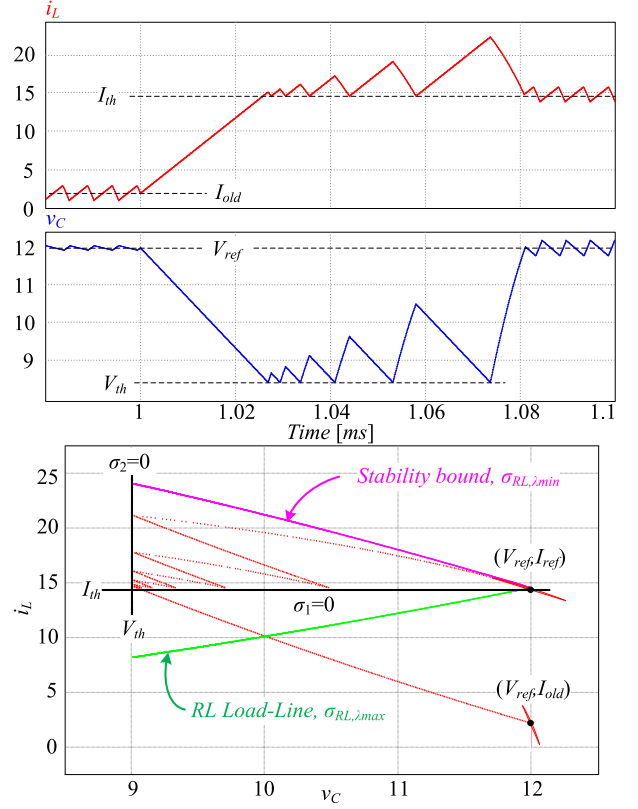 i_L
20
15
10
5
0
I_th
I_old
v_C
12
10
9
V_ref
V_th
1
1.02
1.04
1.06
1.08
1.1
Time [ms]
σ_2=0
25
20
15
10
5
0
i_L
Stability bound, σ_RL,λmin
(V_ref,I_ref)
I_th
σ_1=0
V_th
RL Load-Line, σ_RL,λmax
(V_ref,I_old)
9
10
11
12
v_C